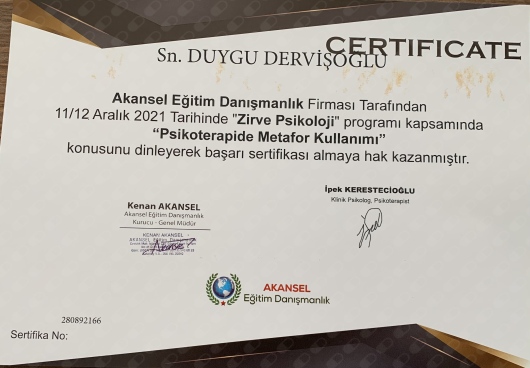 CERTIFICATE
Sn. DUYGU DERVİŞOĞLU
Akansel Eğitim Danışmanlık Firması Tarafından
11/12 Aralık 2021 Tarihinde "Zirve Psikoloji" programı kapsamında
“Psikoterapide Metafor Kullanımı”
konusunu dinleyerek başarı sertifikası almaya hak kazanmıştır.
Kenan AKANSEL
Akansel Eğitim Danışmanlık
Kurucu - Genel Müdür
KENAN AKANSEL
İpek KERESTECİOĞLU
Klinik Psikolog, Psikoterapist
AKANSEL
Eğitim Danışmanlık
280892166
Sertifika No: